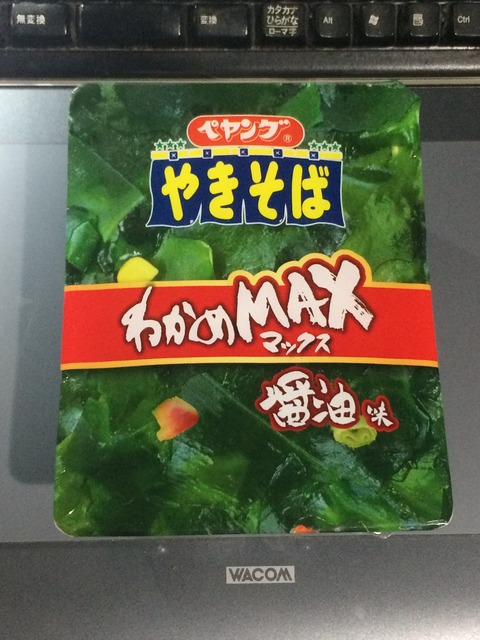 無変換
変換
カタカナ
ひらがな
ローマ字
Alt
Ctrl
ペヤング®
やきそば
わかめMAX
マックス
醤油味
WACOM